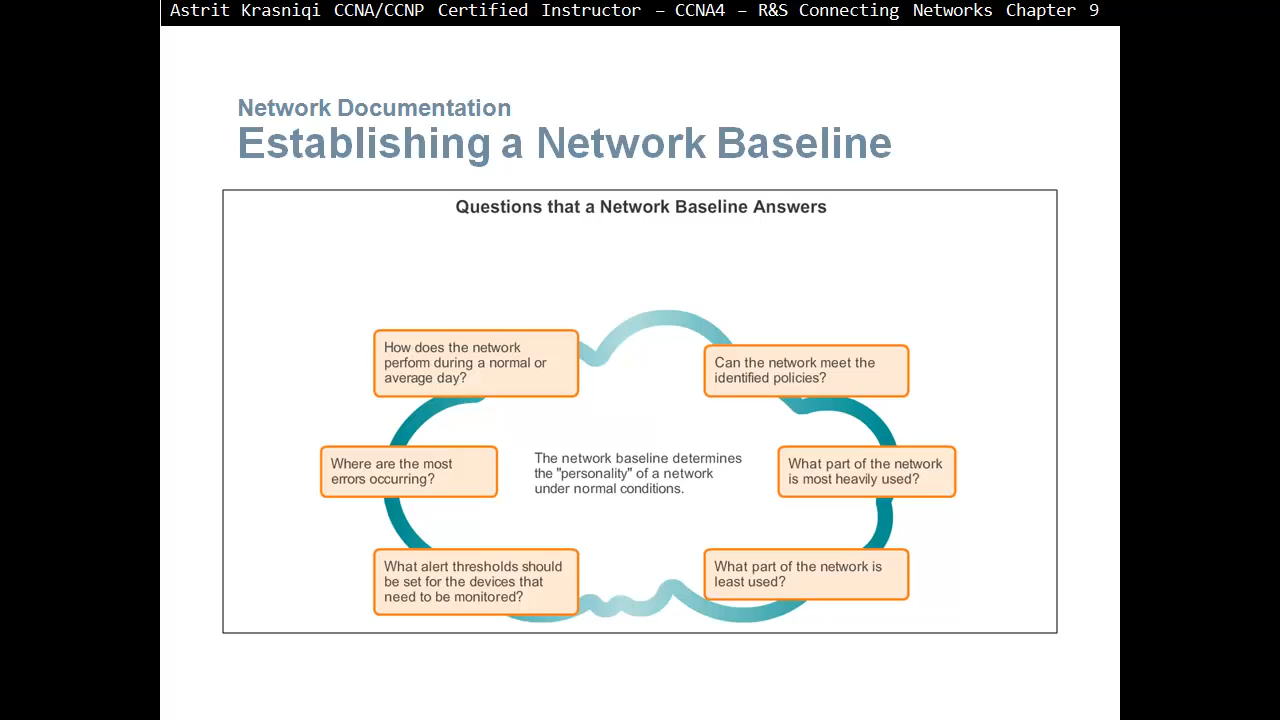 Astrit Krasniqi CCNA/CCNP Certified Instructor – CCNA4 – R&S Connecting Networks Chapter 9
Network Documentation
Establishing a Network Baseline
Questions that a Network Baseline Answers
How does the network
perform during a normal or
average day?
Can the network meet the
identified policies?
Where are the most
errors occurring?
The network baseline determines
the "personality" of a network
under normal conditions.
What part of the network
is most heavily used?
What alert thresholds should
be set for the devices that
need to be monitored?
What part of the network is
least used?